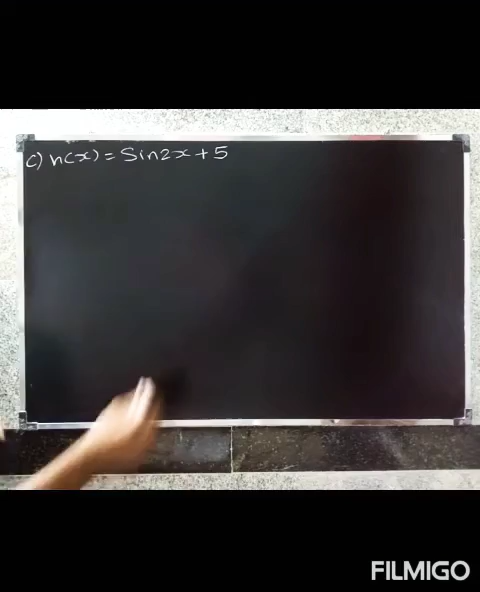 c) h(x) = Sin2x + 5
FILMIGO